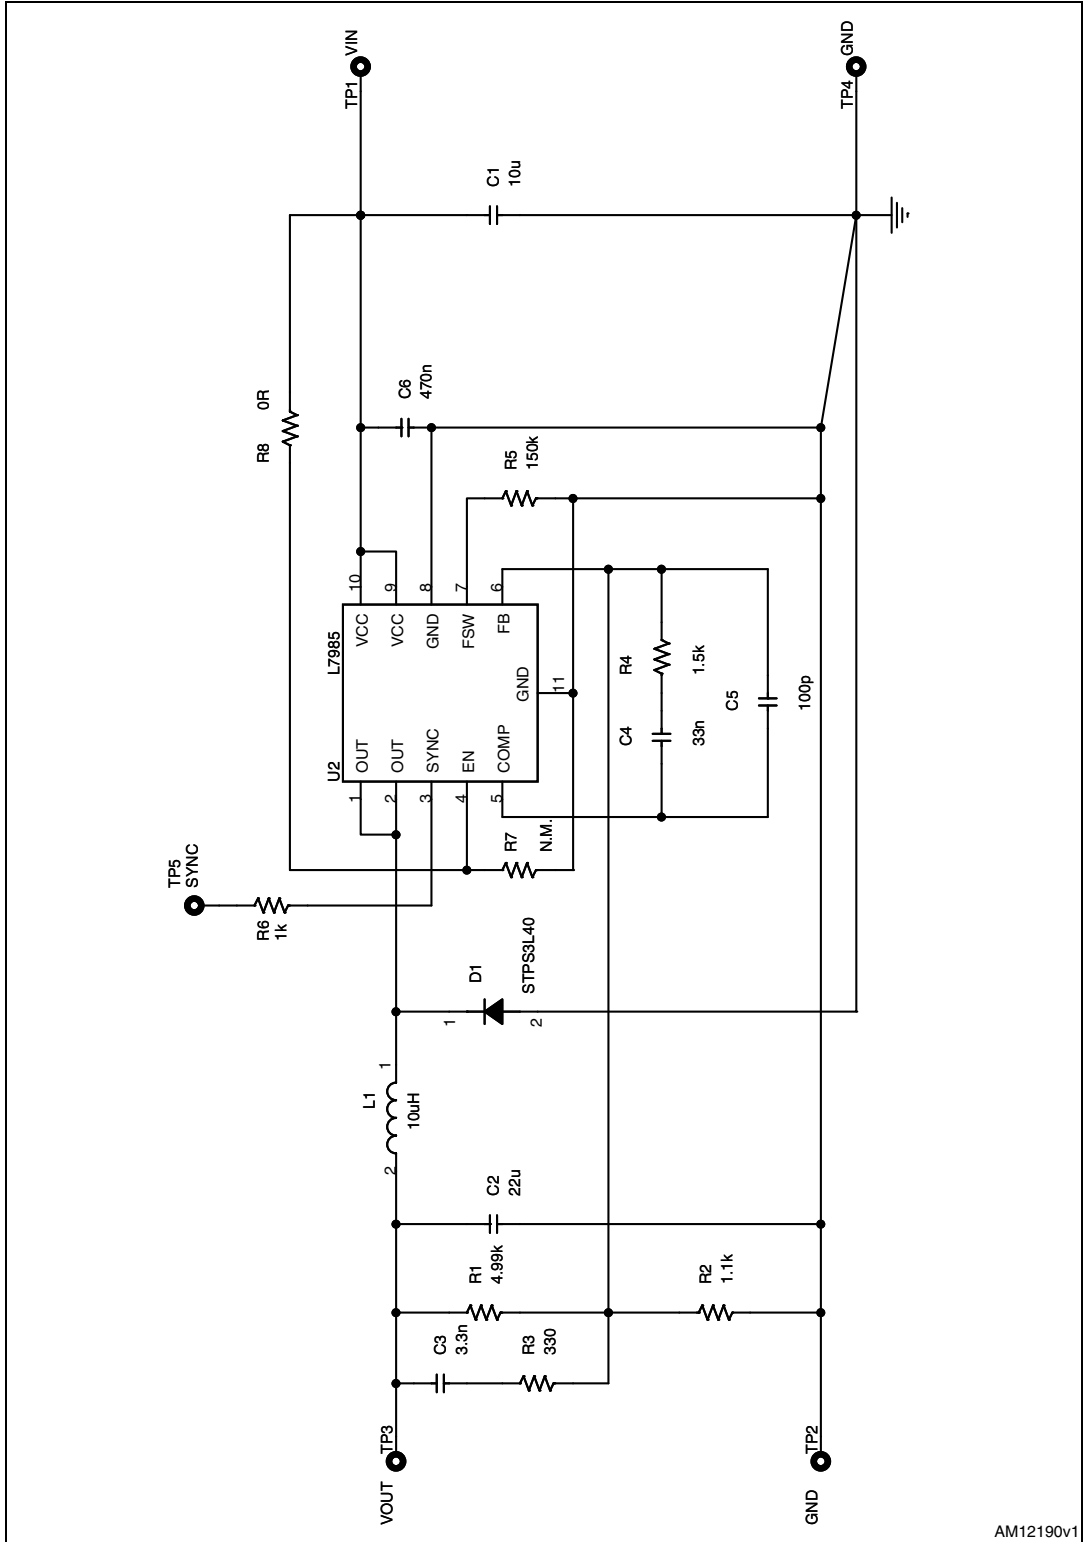 TP5
SYNC
R6
1k
R8 0R
TP1 VIN
TP4 GND
C1
10u
C6
470n
R5
150k
U2 L7985
1 OUT
2 OUT
3 SYNC
4 EN
5 COMP
VCC 10
VCC 9
GND 8
FSW 7
FB 6
GND 11
R7
N.M.
C4
33n
R4
1.5k
C5
100p
D1
STPS3L40
1
2
L1
10uH
1
2
C2
22u
R1
4.99k
R2
1.1k
C3
3.3n
R3
330
VOUT TP3
GND TP2
AM12190v1